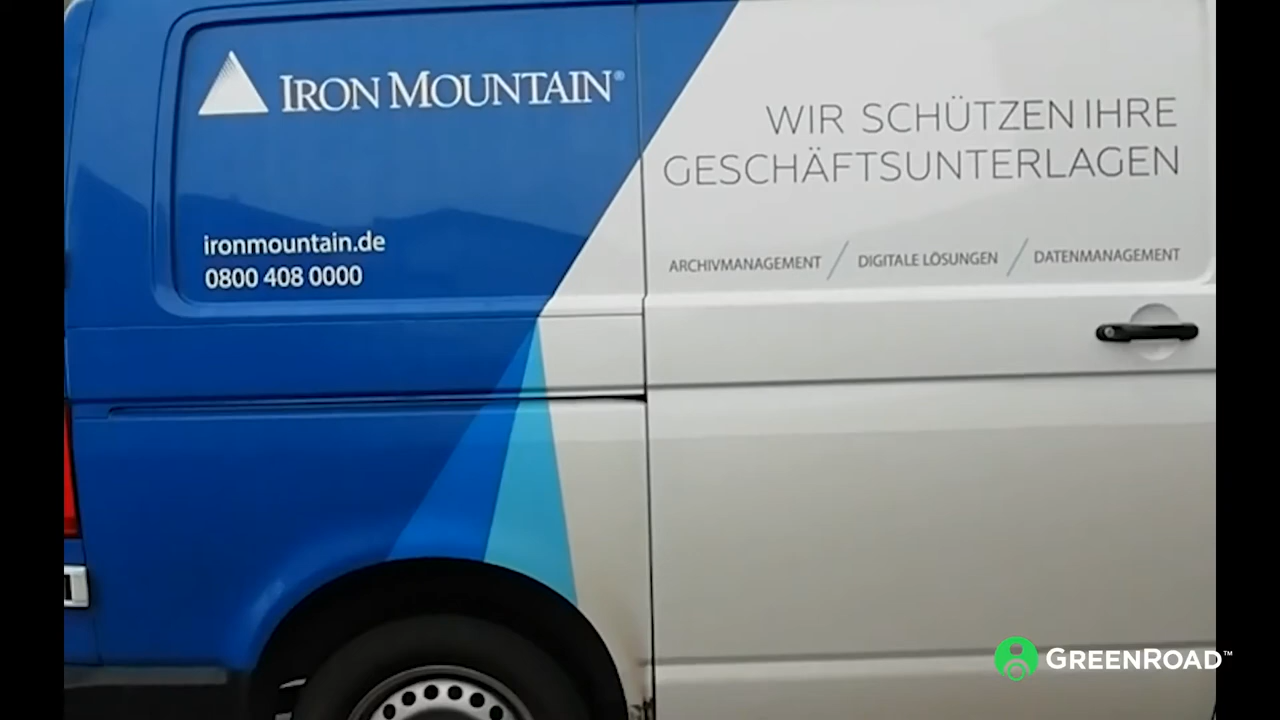 IRON MOUNTAIN®
WIR SCHÜTZEN IHRE
GESCHÄFTSUNTERLAGEN
ironmountain.de
0800 408 0000
ARCHIVMANAGEMENT / DIGITALE LÖSUNGEN / DATENMANAGEMENT
GREENROAD™